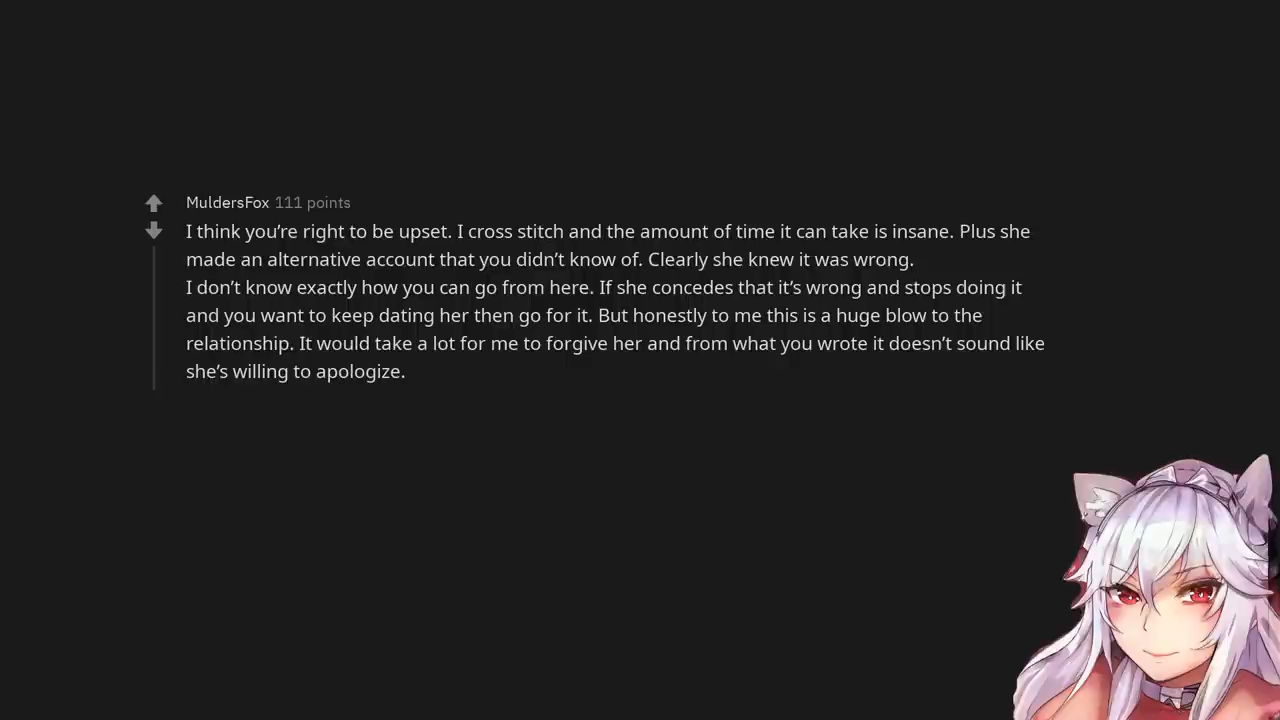 MuldersFox 111 points
I think you’re right to be upset. I cross stitch and the amount of time it can take is insane. Plus she
made an alternative account that you didn’t know of. Clearly she knew it was wrong.
I don’t know exactly how you can go from here. If she concedes that it’s wrong and stops doing it
and you want to keep dating her then go for it. But honestly to me this is a huge blow to the
relationship. It would take a lot for me to forgive her and from what you wrote it doesn’t sound like
she’s willing to apologize.